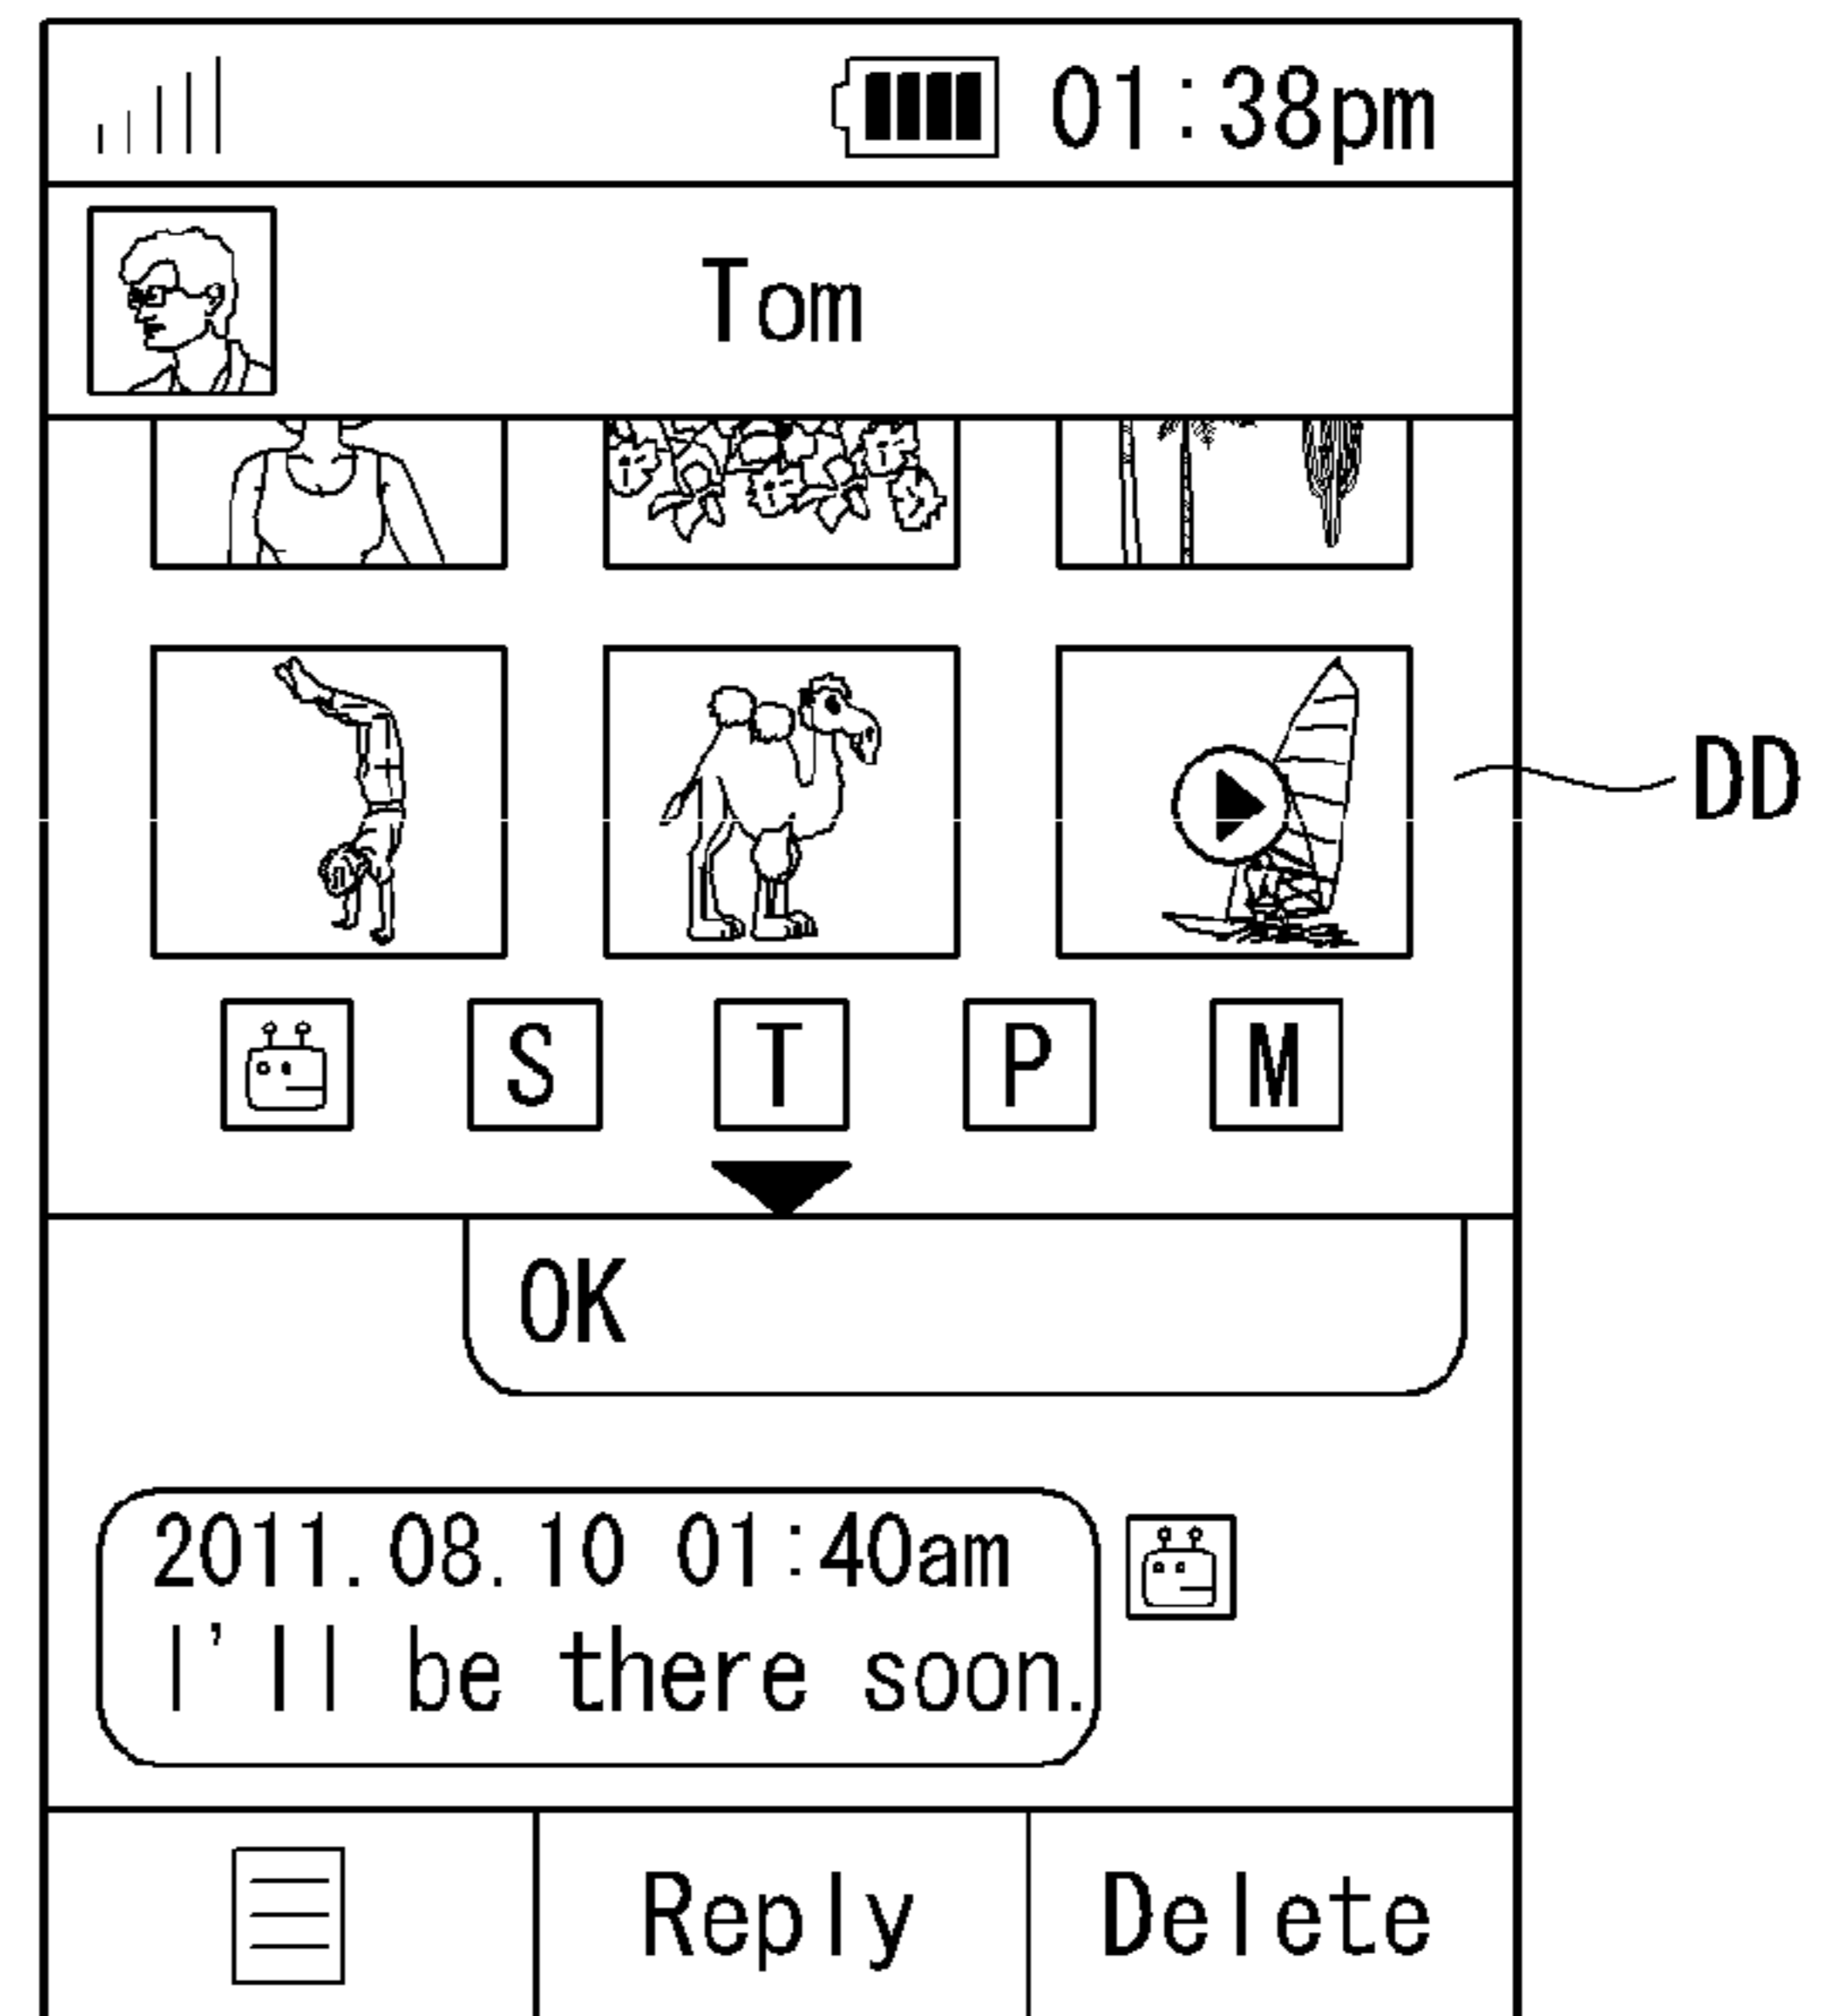 01:38pm
Tom
DD
S T P M
OK
2011.08.10 01:40am
I'll be there soon.
Reply Delete